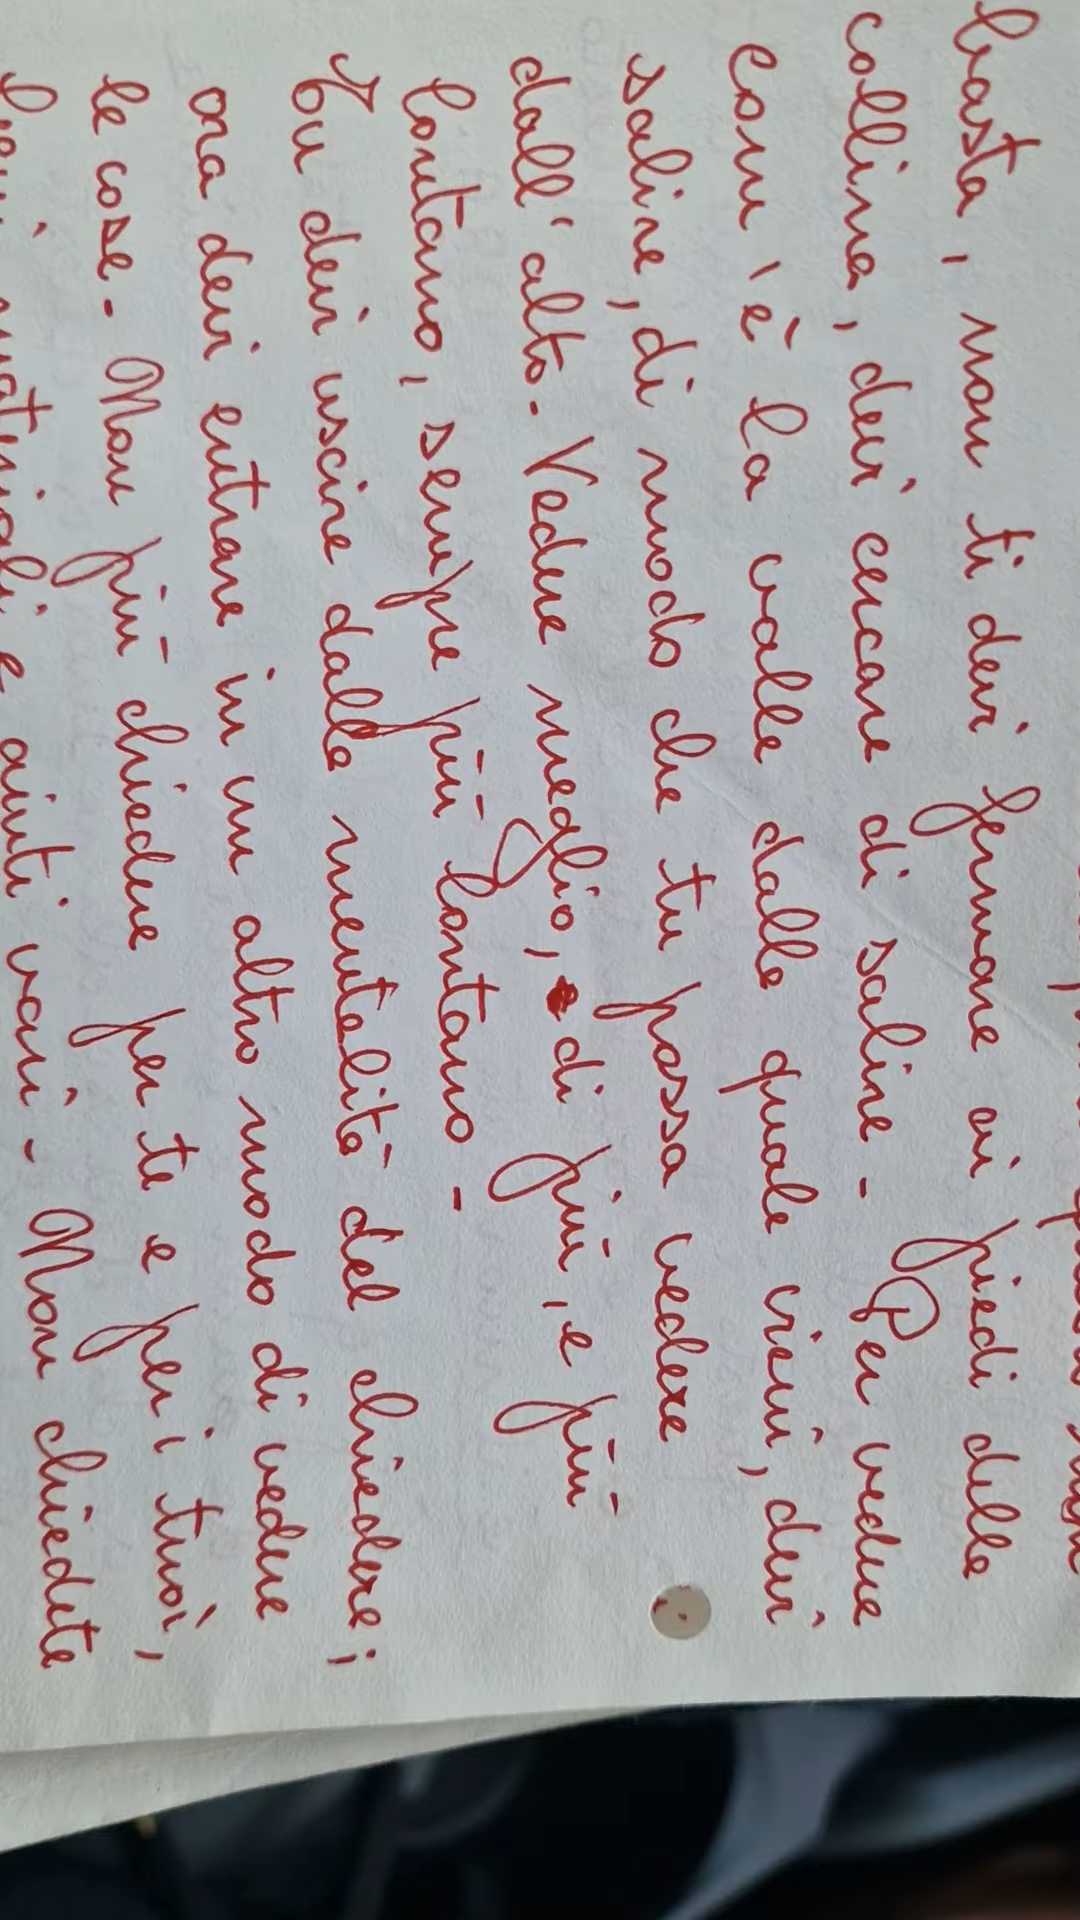 basta, non ti devi fermare ai piedi della
collina, devi cercare di salire - Per vedere
com'è la valle dalla quale vieni, devi
salire, di modo che tu possa vedere
dall'alto - Vedere meglio, di più, e più
lontano, sempre più lontano -
Tu devi uscire dalla mentalità del chiedere;
ora devi entrare in un altro modo di vedere
le cose - Non più chiedere per te e per i tuoi,
beni materiali e aiuti vari - Non chiedete